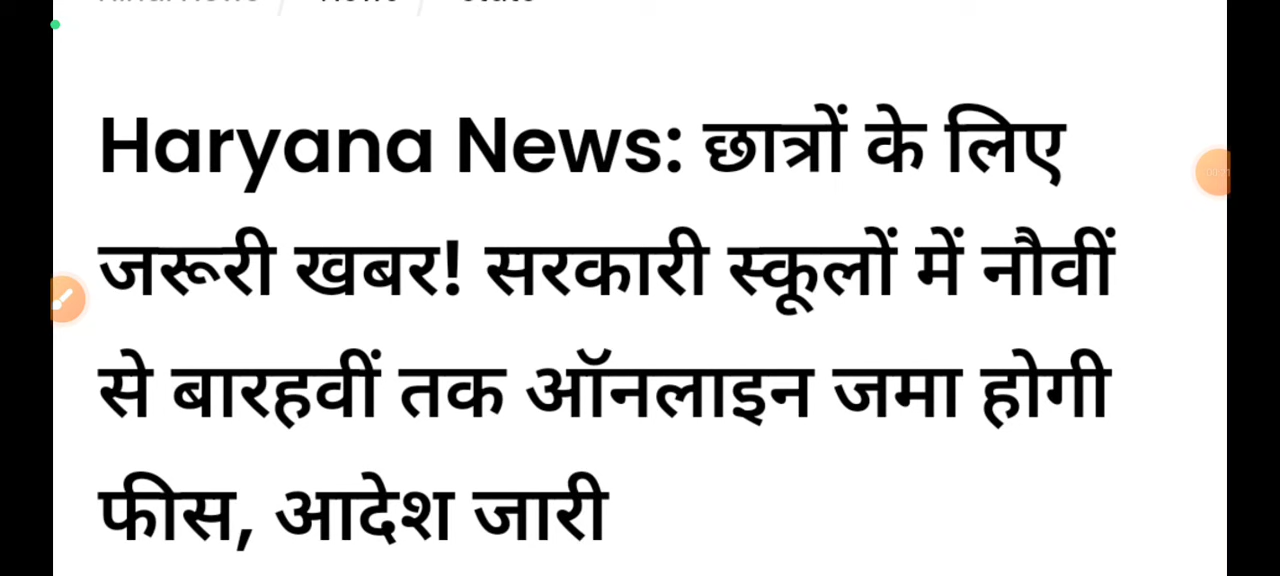 Haryana News: छात्रों के लिए
जरूरी खबर! सरकारी स्कूलों में नौवीं
से बारहवीं तक ऑनलाइन जमा होगी
फीस, आदेश जारी